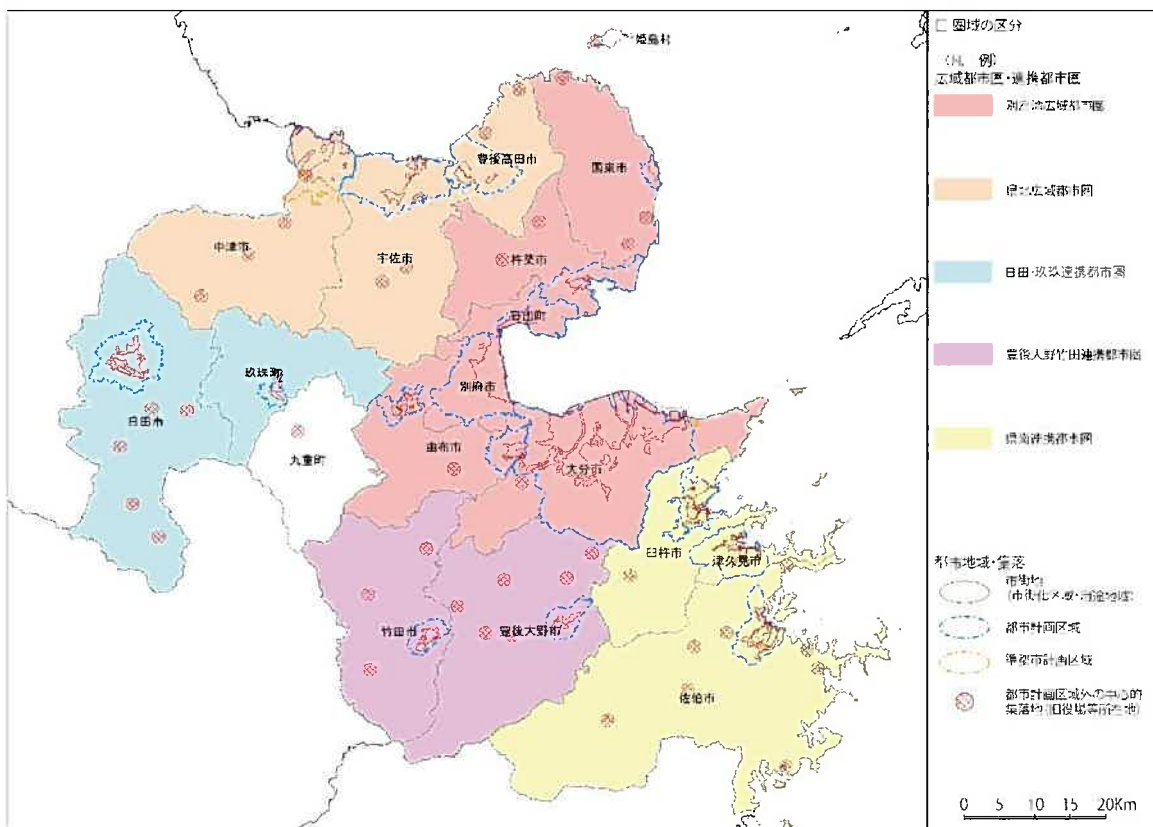 姫島村
豊後高田市
国東市
中津市
宇佐市
杵築市
日出町
玖珠町
別府市
日田市
九重町
由布市
大分市
臼杵市
津久見市
竹田市
豊後大野市
佐伯市
圏域の区分
(凡 例)
広域都市圏・連携都市圏
別府湾広域都市圏
県北広域都市圏
日田・玖珠連携都市圏
豊後大野竹田連携都市圏
県南連携都市圏
都市地域・集落
市街地
(市街化区域・用途地域)
都市計画区域
準都市計画区域
都市計画区域外の中心的
集落地(旧役場等所在地)
0 5 10 15 20Km